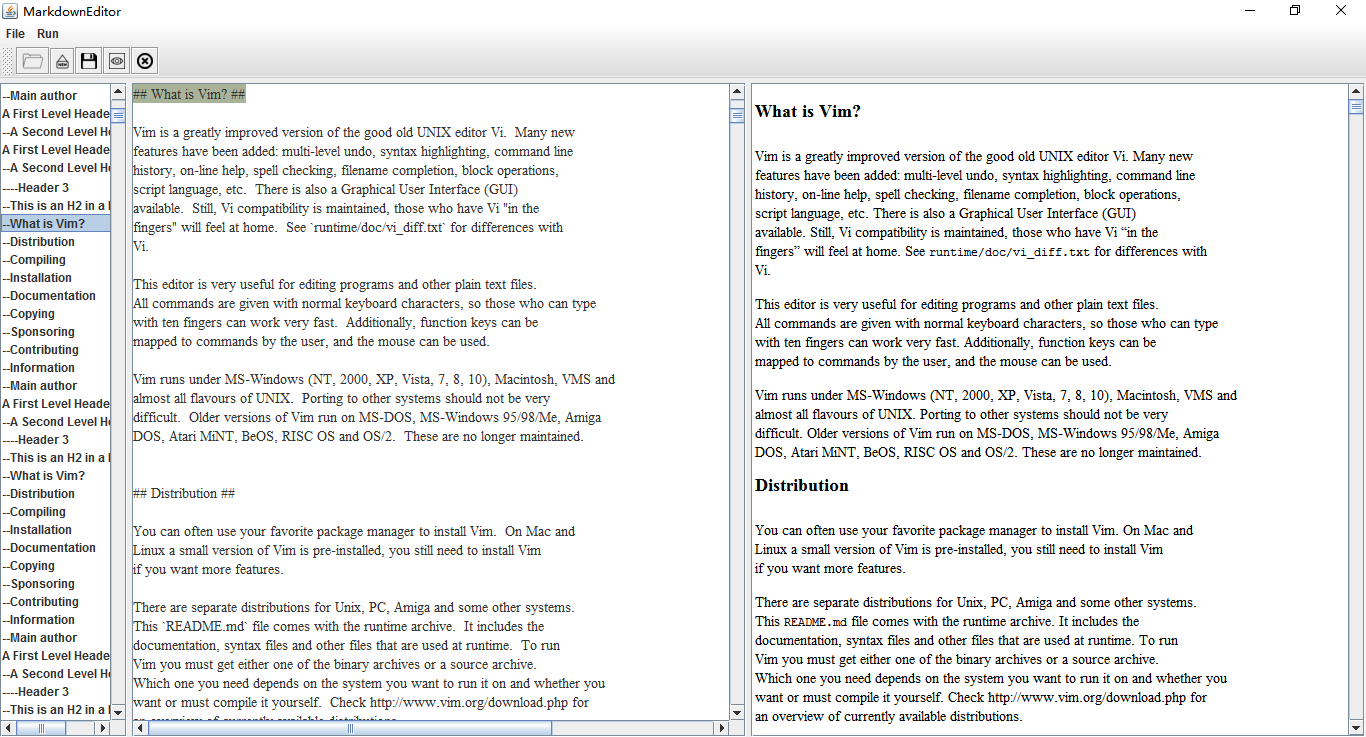 MarkdownEditor
File Run
--Main author
A First Level Heade
--A Second Level H
A First Level Heade
--A Second Level H
----Header 3
--This is an H2 in a
--What is Vim?
--Distribution
--Compiling
--Installation
--Documentation
--Copying
--Sponsoring
--Contributing
--Information
--Main author
A First Level Heade
--A Second Level H
----Header 3
--This is an H2 in a
--What is Vim?
--Distribution
--Compiling
--Installation
--Documentation
--Copying
--Sponsoring
--Contributing
--Information
--Main author
A First Level Heade
--A Second Level H
----Header 3
--This is an H2 in a
## What is Vim? ##
Vim is a greatly improved version of the good old UNIX editor Vi.  Many new
features have been added: multi-level undo, syntax highlighting, command line
history, on-line help, spell checking, filename completion, block operations,
script language, etc.  There is also a Graphical User Interface (GUI)
available.  Still, Vi compatibility is maintained, those who have Vi "in the
fingers" will feel at home.  See `runtime/doc/vi_diff.txt` for differences with
Vi.
This editor is very useful for editing programs and other plain text files.
All commands are given with normal keyboard characters, so those who can type
with ten fingers can work very fast.  Additionally, function keys can be
mapped to commands by the user, and the mouse can be used.
Vim runs under MS-Windows (NT, 2000, XP, Vista, 7, 8, 10), Macintosh, VMS and
almost all flavours of UNIX.  Porting to other systems should not be very
difficult.  Older versions of Vim run on MS-DOS, MS-Windows 95/98/Me, Amiga
DOS, Atari MiNT, BeOS, RISC OS and OS/2.  These are no longer maintained.
## Distribution ##
You can often use your favorite package manager to install Vim.  On Mac and
Linux a small version of Vim is pre-installed, you still need to install Vim
if you want more features.
There are separate distributions for Unix, PC, Amiga and some other systems.
This `README.md` file comes with the runtime archive.  It includes the
documentation, syntax files and other files that are used at runtime.  To run
Vim you must get either one of the binary archives or a source archive.
Which one you need depends on the system you want to run it on and whether you
want or must compile it yourself.  Check http://www.vim.org/download.php for
an overview of currently available distributions.
What is Vim?
Vim is a greatly improved version of the good old UNIX editor Vi. Many new
features have been added: multi-level undo, syntax highlighting, command line
history, on-line help, spell checking, filename completion, block operations,
script language, etc. There is also a Graphical User Interface (GUI)
available. Still, Vi compatibility is maintained, those who have Vi “in the
fingers” will feel at home. See runtime/doc/vi_diff.txt for differences with
Vi.
This editor is very useful for editing programs and other plain text files.
All commands are given with normal keyboard characters, so those who can type
with ten fingers can work very fast. Additionally, function keys can be
mapped to commands by the user, and the mouse can be used.
Vim runs under MS-Windows (NT, 2000, XP, Vista, 7, 8, 10), Macintosh, VMS and
almost all flavours of UNIX. Porting to other systems should not be very
difficult. Older versions of Vim run on MS-DOS, MS-Windows 95/98/Me, Amiga
DOS, Atari MiNT, BeOS, RISC OS and OS/2. These are no longer maintained.
Distribution
You can often use your favorite package manager to install Vim. On Mac and
Linux a small version of Vim is pre-installed, you still need to install Vim
if you want more features.
There are separate distributions for Unix, PC, Amiga and some other systems.
This README.md file comes with the runtime archive. It includes the
documentation, syntax files and other files that are used at runtime. To run
Vim you must get either one of the binary archives or a source archive.
Which one you need depends on the system you want to run it on and whether you
want or must compile it yourself. Check http://www.vim.org/download.php for
an overview of currently available distributions.